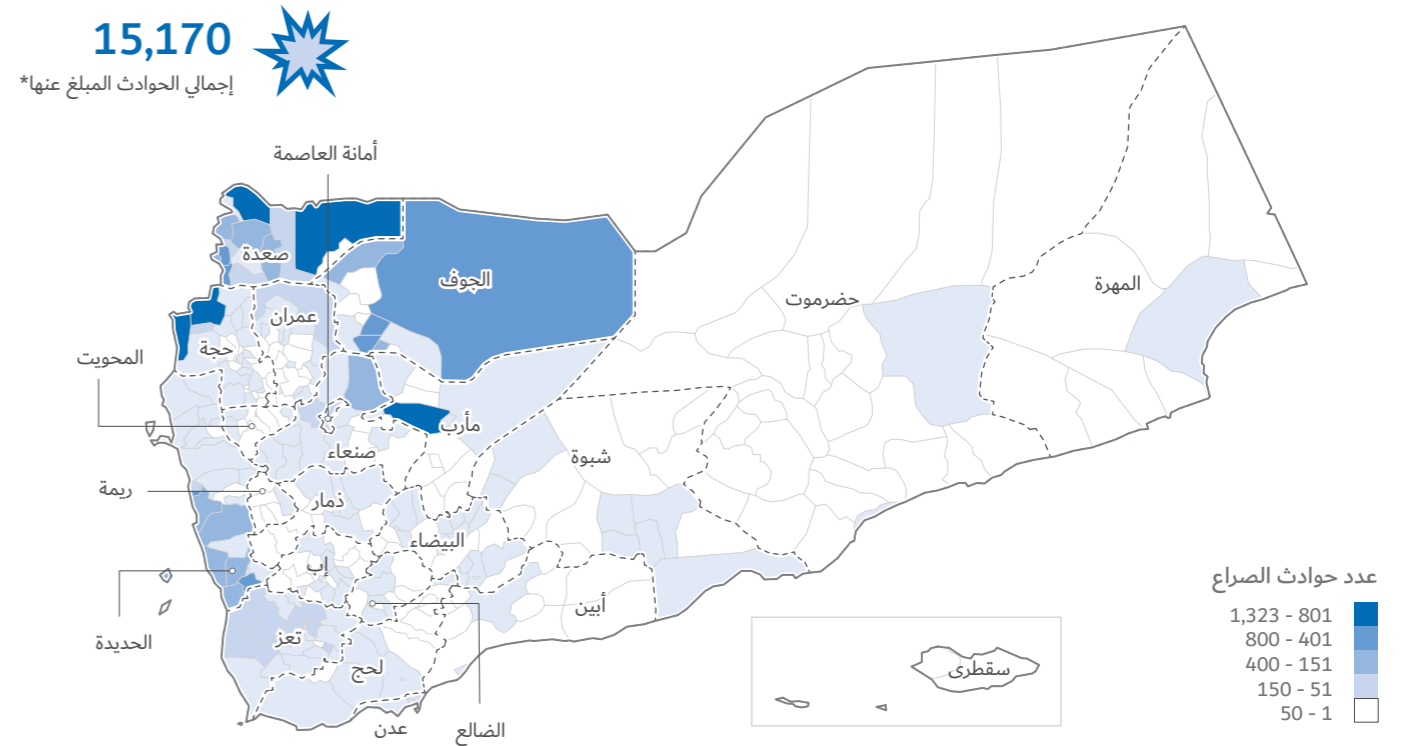 15,170
إجمالي الحوادث المبلغ عنها*
أمانة العاصمة
صعدة
الجوف
المهرة
حضرموت
عمران
حجة
المحويت
مأرب
صنعاء
شبوة
ريمة
ذمار
البيضاء
إب
أبين
الحديدة
تعز
لحج
سقطرى
عدن
الضالع
عدد حوادث الصراع
1,323 - 801
800 - 401
400 - 151
150 - 51
50 - 1